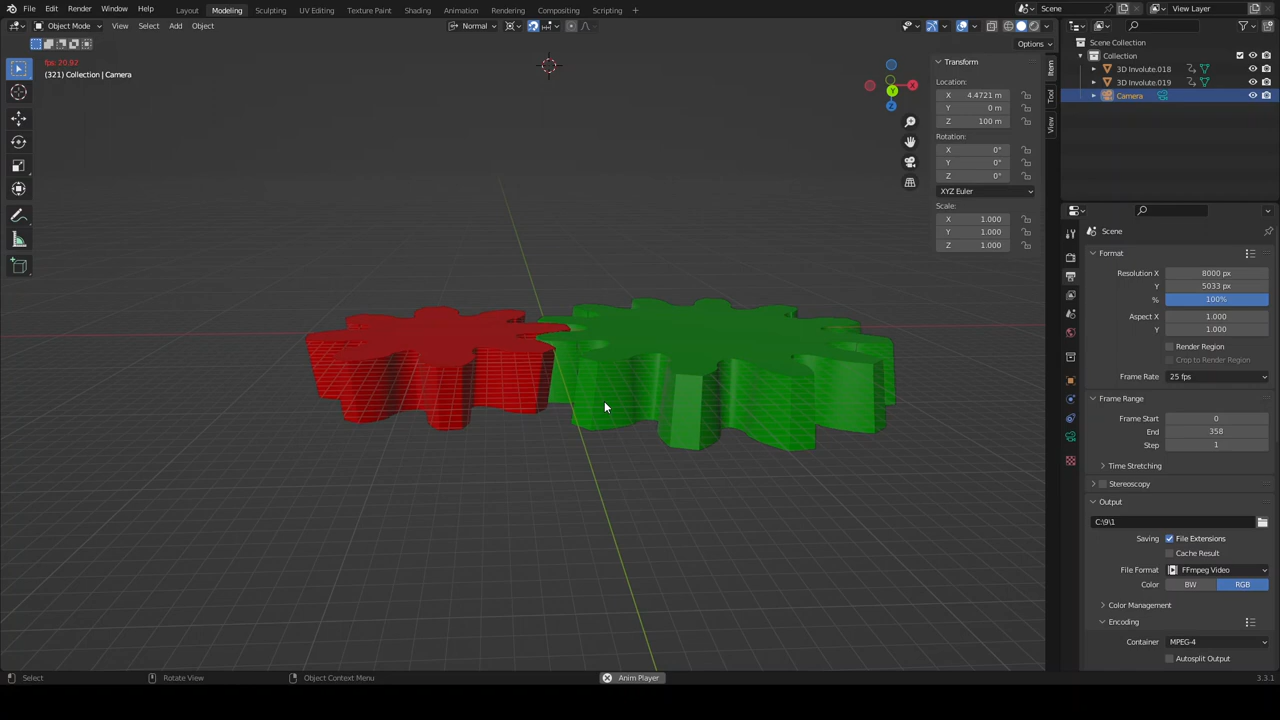 File Edit Render Window Help Layout Modeling Sculpting UV Editing Texture Paint Shading Animation Rendering Compositing Scripting + Scene View Layer
Object Mode View Select Add Object Normal
Options
fps: 20.92
(321) Collection | Camera
Transform
Location:
X 4.4721 m
Y 0 m
Z 100 m
Rotation:
X 0°
Y 0°
Z 0°
XYZ Euler
Scale:
X 1.000
Y 1.000
Z 1.000
Item
Tool
View
X
Y
Z
Scene Collection
Collection
3D Involute.018
3D Involute.019
Camera
Scene
Format
Resolution X 8000 px
Y 5033 px
% 100%
Aspect X 1.000
Y 1.000
Render Region
Crop to Render Region
Frame Rate 25 fps
Frame Range
Frame Start 0
End 358
Step 1
Time Stretching
Stereoscopy
Output
C:\9\1
Saving File Extensions
Cache Result
File Format FFmpeg Video
Color BW RGB
Color Management
Encoding
Container MPEG-4
Autosplit Output
Select Rotate View Object Context Menu Anim Player 3.3.1